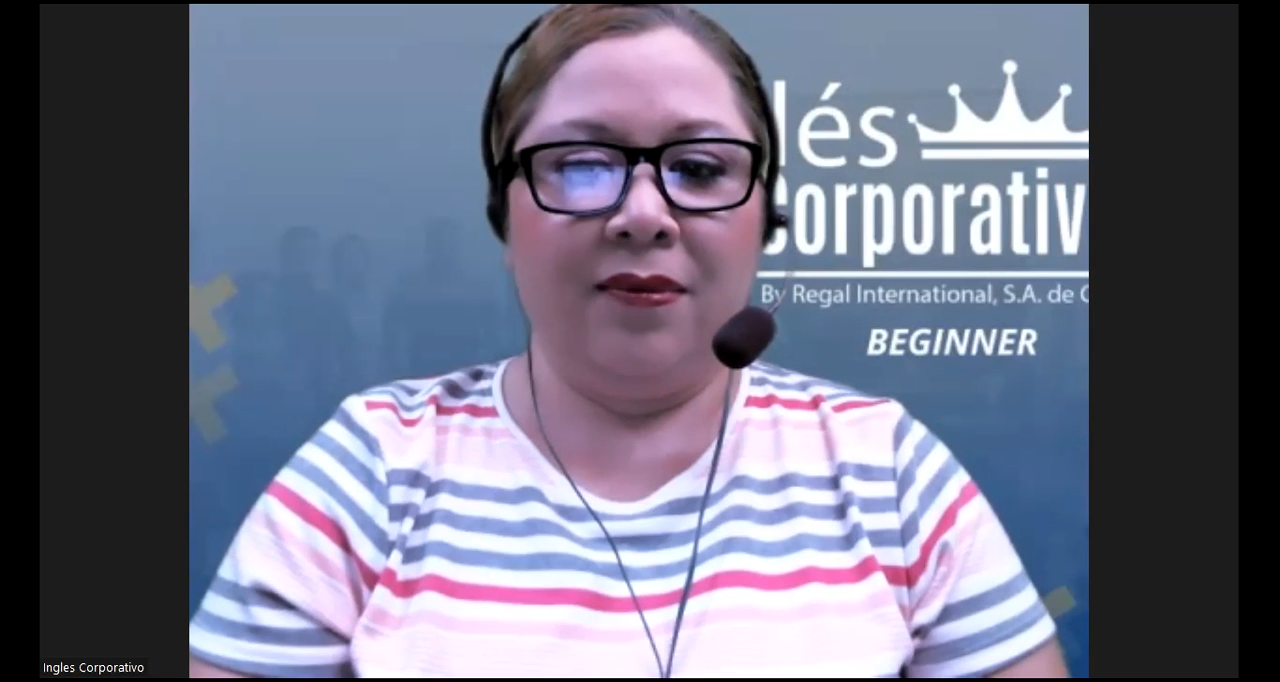 lés
Corporativ
By Regal International, S.A. de C
BEGINNER
Ingles Corporativo